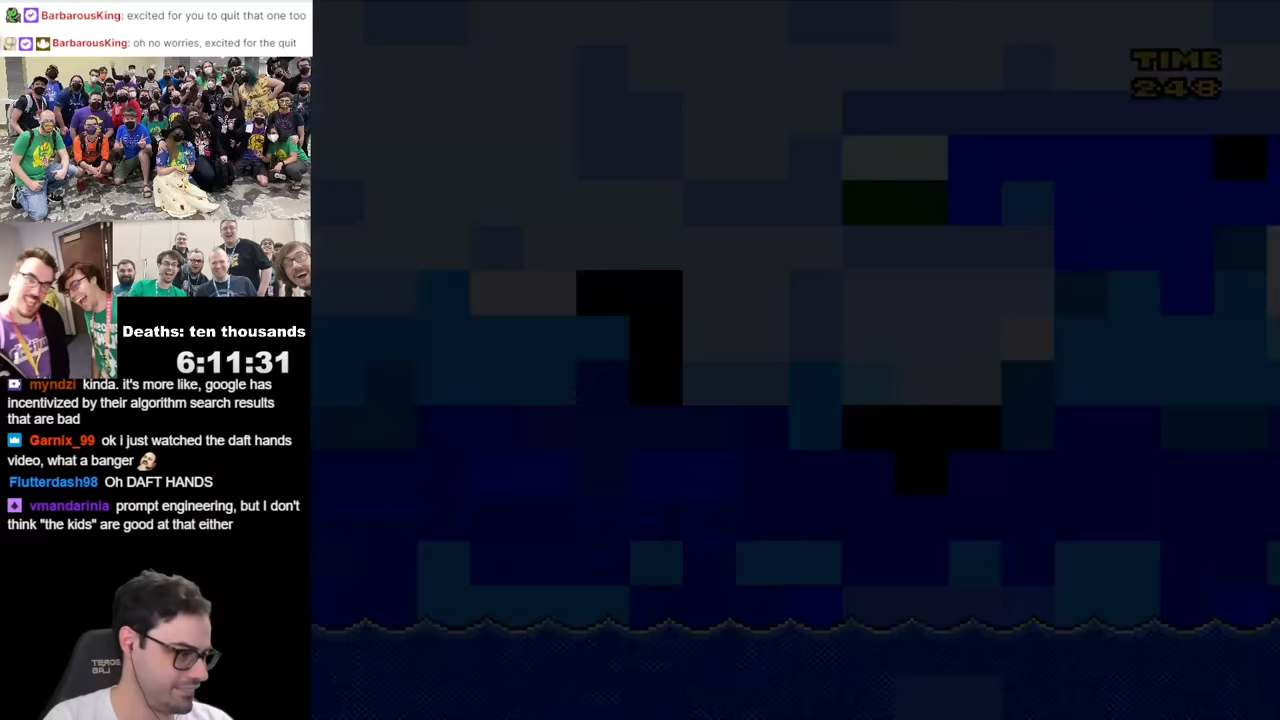 BarbarousKing: excited for you to quit that one too
BarbarousKing: oh no worries, excited for the quit
TIME
248
Deaths: ten thousands
6:11:31
myndzi kinda. it's more like, google has
incentivized by their algorithm search results
that are bad
Garnix_99 ok i just watched the daft hands
video, what a banger
Flutterdash98 Oh DAFT HANDS
vmandarinia prompt engineering, but I don't
think "the kids" are good at that either